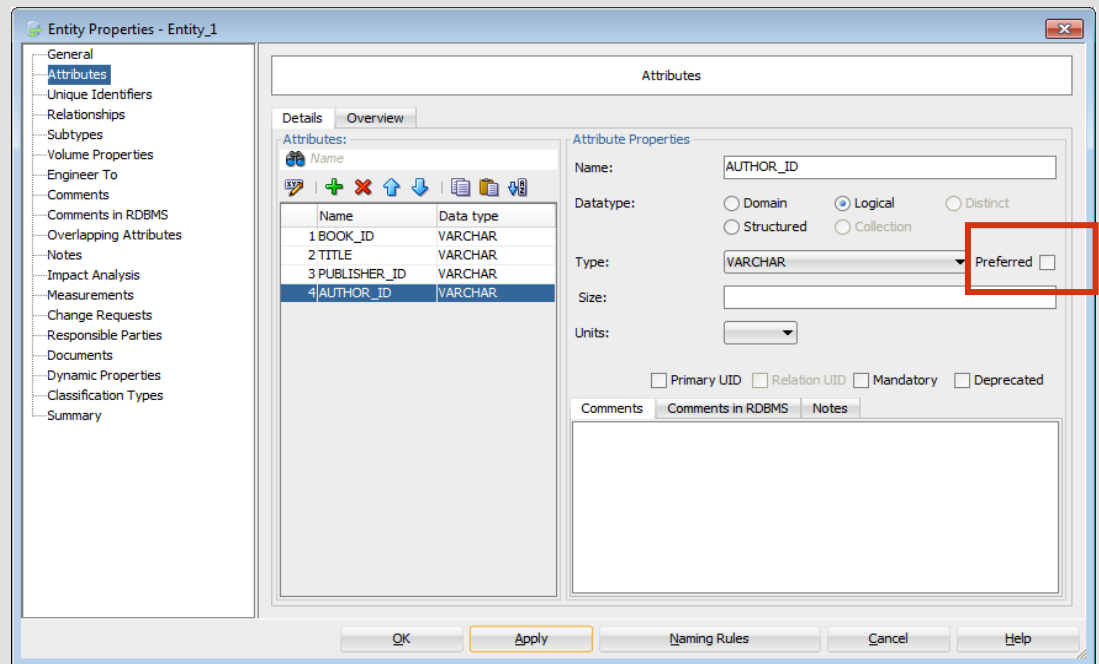 Entity Properties - Entity_1
General
Attributes
Unique Identifiers
Relationships
Subtypes
Volume Properties
Engineer To
Comments
Comments in RDBMS
Overlapping Attributes
Notes
Impact Analysis
Measurements
Change Requests
Responsible Parties
Documents
Dynamic Properties
Classification Types
Summary
Attributes
Details Overview
Attributes:
Name
Name Data type
1 BOOK_ID VARCHAR
2 TITLE VARCHAR
3 PUBLISHER_ID VARCHAR
4 AUTHOR_ID VARCHAR
Attribute Properties
Name: AUTHOR_ID
Datatype: Domain Logical Distinct
Structured Collection
Type: VARCHAR Preferred
Size:
Units:
Primary UID Relation UID Mandatory Deprecated
Comments Comments in RDBMS Notes
OK Apply Naming Rules Cancel Help